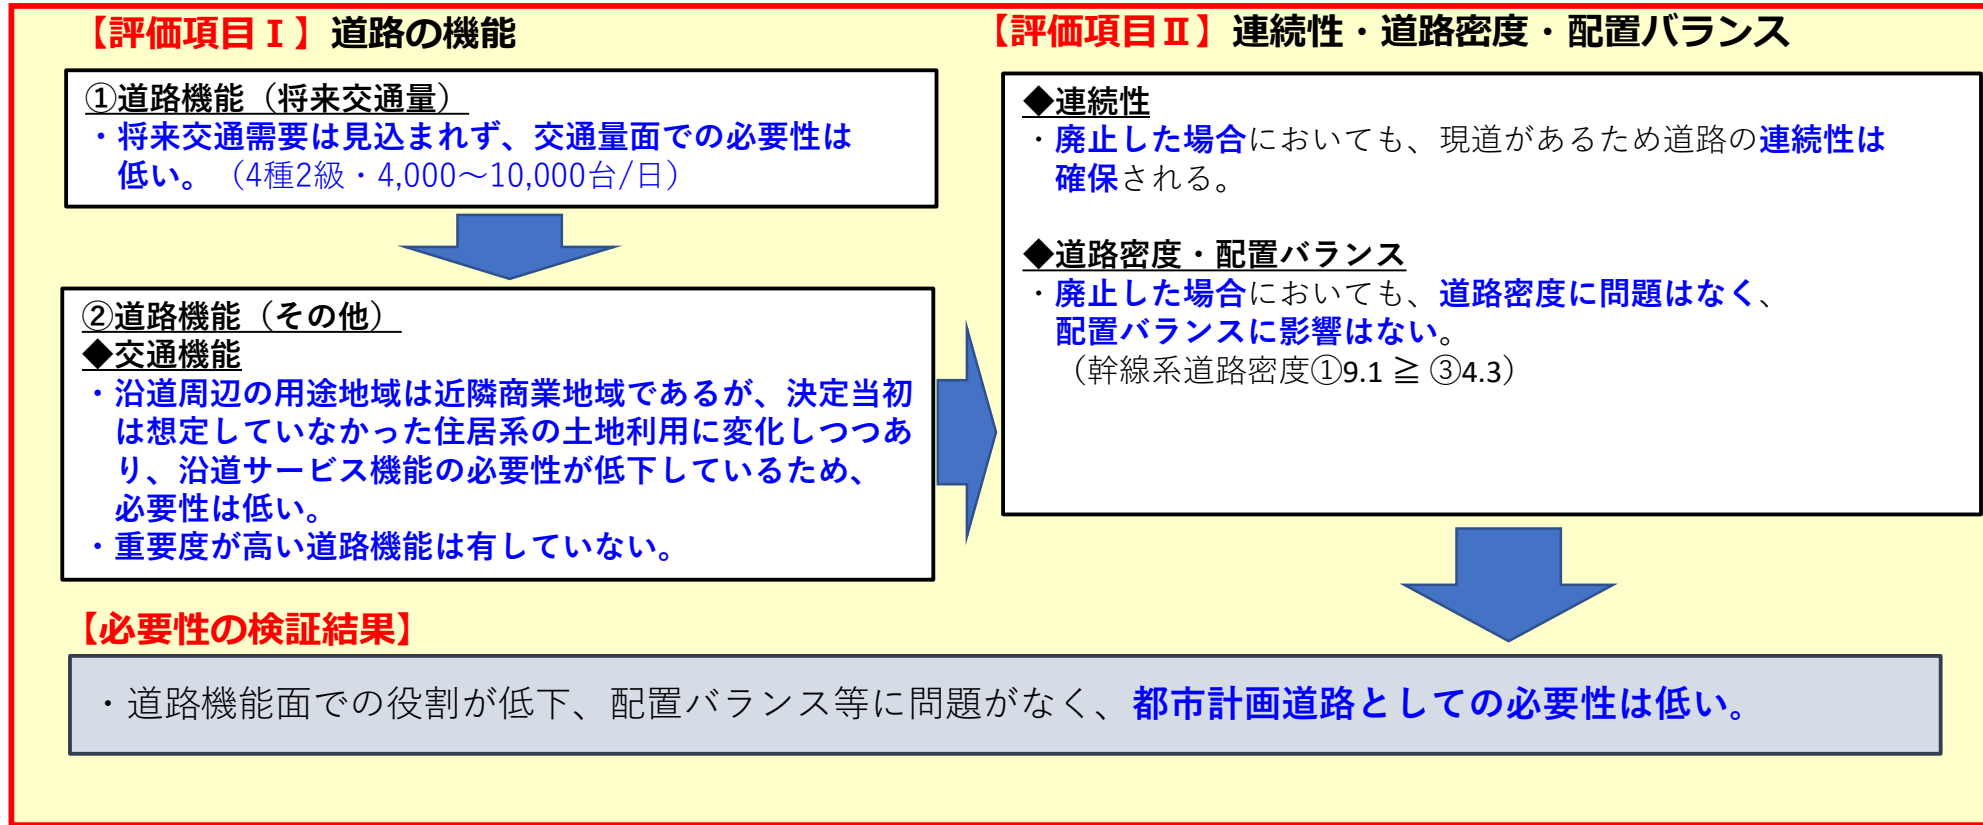 【評価項目Ⅰ】道路の機能
①道路機能（将来交通量）
・将来交通需要は見込まれず、交通量面での必要性は
低い。（4種2級・4,000～10,000台/日）
②道路機能（その他）
◆交通機能
・沿道周辺の用途地域は近隣商業地域であるが、決定当初
は想定していなかった住居系の土地利用に変化しつつあ
り、沿道サービス機能の必要性が低下しているため、
必要性は低い。
・重要度が高い道路機能は有していない。
【評価項目Ⅱ】連続性・道路密度・配置バランス
◆連続性
・廃止した場合においても、現道があるため道路の連続性は
確保される。
◆道路密度・配置バランス
・廃止した場合においても、道路密度に問題はなく、
配置バランスに影響はない。
（幹線系道路密度①9.1 ≧ ③4.3）
【必要性の検証結果】
・道路機能面での役割が低下、配置バランス等に問題がなく、都市計画道路としての必要性は低い。